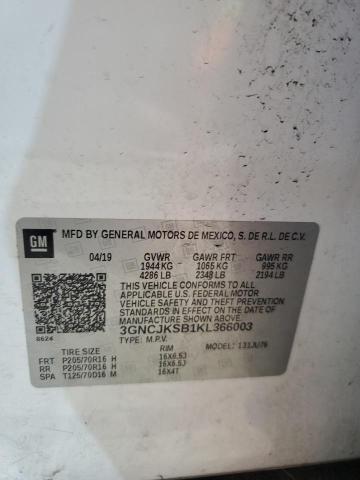 GM
MFD BY GENERAL MOTORS DE MEXICO, S. DE R.L. DE C.V.
04/19 GVWR GAWR FRT GAWR RR
1944 KG 1065 KG 995 KG
4286 LB 2348 LB 2194 LB
THIS VEHICLE CONFORMS TO ALL APPLICABLE U.S. FEDERAL MOTOR VEHICLE SAFETY AND THEFT PREVENTION STANDARDS IN EFFECT ON THE DATE OF MANUFACTURE SHOWN ABOVE.
8624
3GNCJKSB1KL366003
TYPE: M.P.V. MODEL: 1JU76
TIRE SIZE RIM
FRT P205/70R16 H 16X6.5J
RR P205/70R16 H 16X6.5J
SPA T125/70D16 M 16X4T